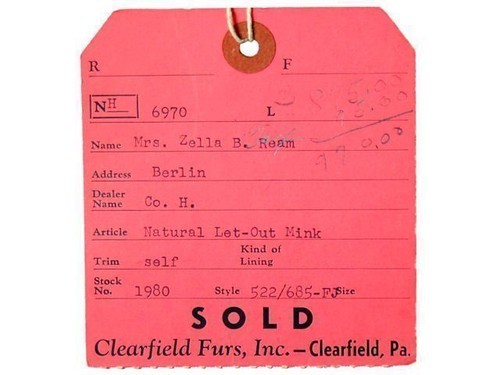 R F
NH 6970 L
Name Mrs. Zella B. Ream
Address Berlin
Dealer Name Co. H.
Article Natural Let-Out Mink
Trim self Kind of Lining
Stock No. 1980 Style 522/685-FJ Size
SOLD
Clearfield Furs, Inc.—Clearfield, Pa.